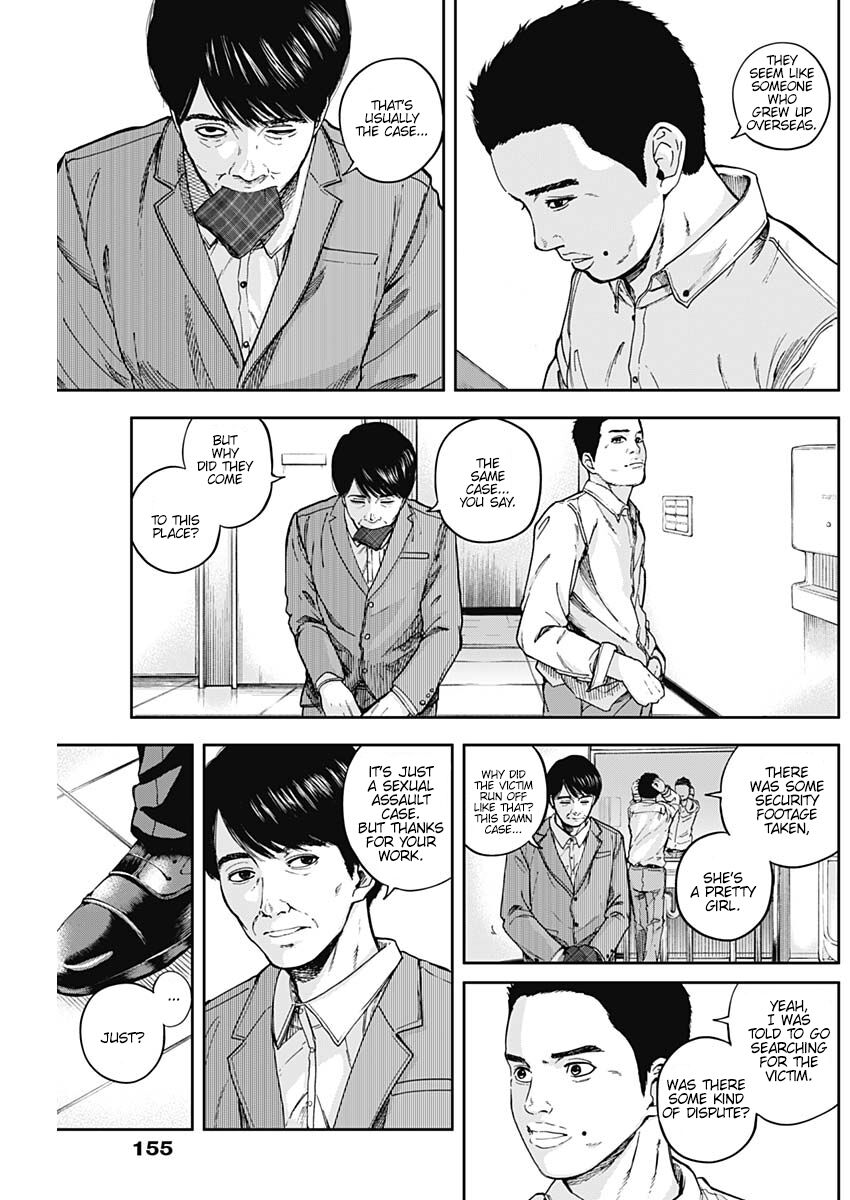 THEY
SEEM LIKE
SOMEONE
WHO
GREW UP
OVERSEAS.
THAT'S
USUALLY
THE CASE...
THE
SAME
CASE...
YOU SAY.
BUT
WHY
DID THEY
COME
TO THIS
PLACE?
THERE
WAS SOME
SECURITY
FOOTAGE
TAKEN,
SHE'S
A PRETTY
GIRL.
WHY DID
THE VICTIM
RUN OFF
LIKE THAT?
THIS DAMN
CASE...
YEAH,
I WAS
TOLD TO GO
SEARCHING
FOR THE
VICTIM.
WAS THERE
SOME KIND
OF DISPUTE?
IT'S JUST
A SEXUAL
ASSAULT
CASE.
BUT THANKS
FOR YOUR
WORK.
...
JUST?
155